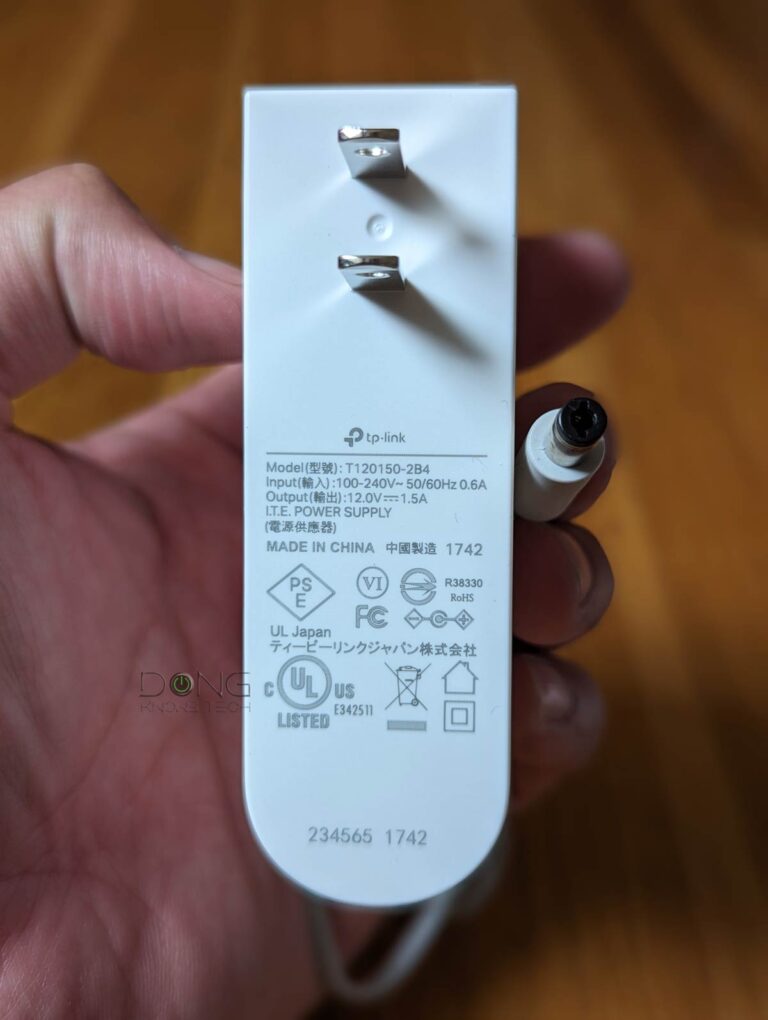 tp-link
Model(型號): T120150-2B4
Input(輸入):100-240V~ 50/60Hz 0.6A
Output(輸出):12.0V⎓1.5A
I.T.E. POWER SUPPLY
(電源供應器)
MADE IN CHINA 中國製造 1742
PS
E
VI
R38330
RoHS
FC
UL Japan
ティーピーリンクジャパン株式会社
C UL US
LISTED
E342511
DONG
KNOWS TECH
234565 1742